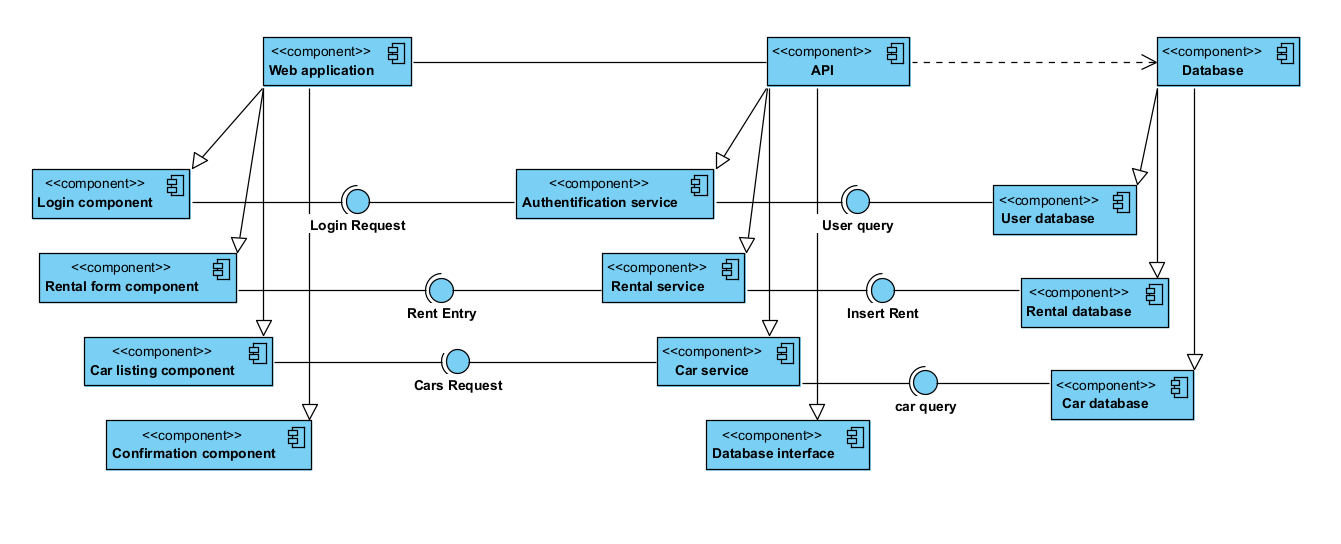 <<component>>
Web application
<<component>>
API
<<component>>
Database
<<component>>
Login component
Login Request
<<component>>
Authentification service
User query
<<component>>
User database
<<component>>
Rental form component
Rent Entry
<<component>>
Rental service
Insert Rent
<<component>>
Rental database
<<component>>
Car listing component
Cars Request
<<component>>
Car service
car query
<<component>>
Car database
<<component>>
Confirmation component
<<component>>
Database interface